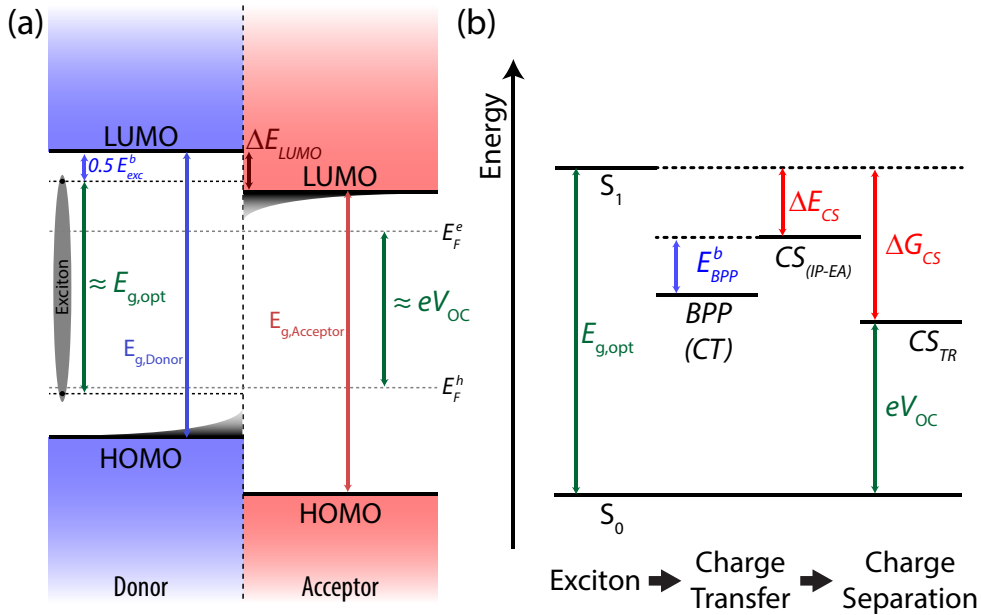 (a)
LUMO
0.5 E^b_exc
ΔE_LUMO
LUMO
E_F^e
Exciton
≈ E_g,opt
≈ eV_OC
E_g,Donor
E_g,Acceptor
E_F^h
HOMO
HOMO
Donor
Acceptor
(b)
Energy
S_1
ΔE_CS
CS_(IP-EA)
E^b_BPP
ΔG_CS
BPP
(CT)
CS_TR
E_g,opt
eV_OC
S_0
Exciton
Charge
Transfer
Charge
Separation